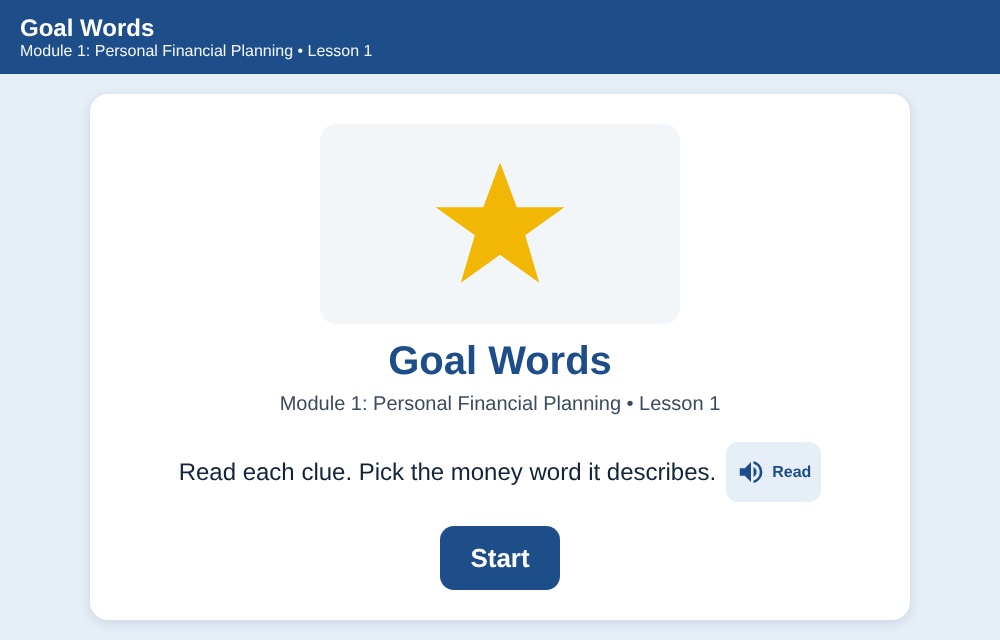 Goal Words
Module 1: Personal Financial Planning • Lesson 1
Goal Words
Module 1: Personal Financial Planning • Lesson 1
Read each clue. Pick the money word it describes.
Read
Start